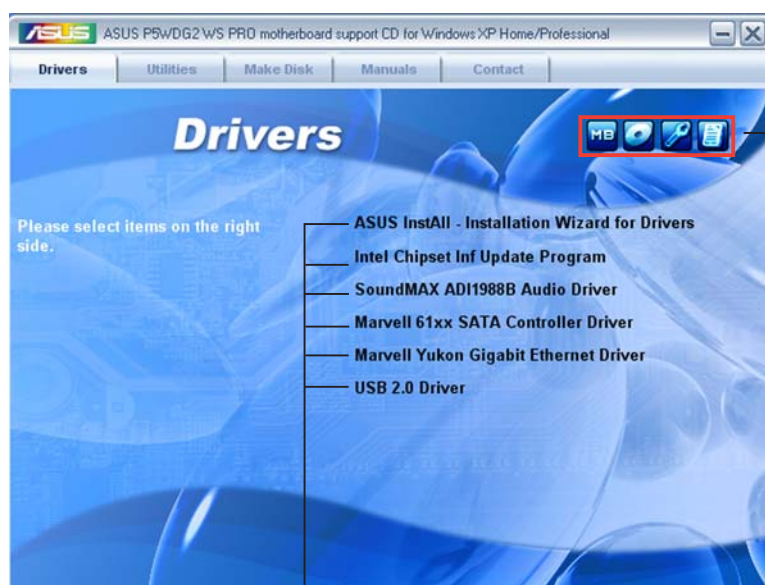 ASUS ASUS P5WDG2 WS PRO motherboard support CD for Windows XP Home/Professional
Drivers Utilities Make Disk Manuals Contact
Drivers
MB
Please select items on the right
side.
ASUS InstAll - Installation Wizard for Drivers
Intel Chipset Inf Update Program
SoundMAX ADI1988B Audio Driver
Marvell 61xx SATA Controller Driver
Marvell Yukon Gigabit Ethernet Driver
USB 2.0 Driver